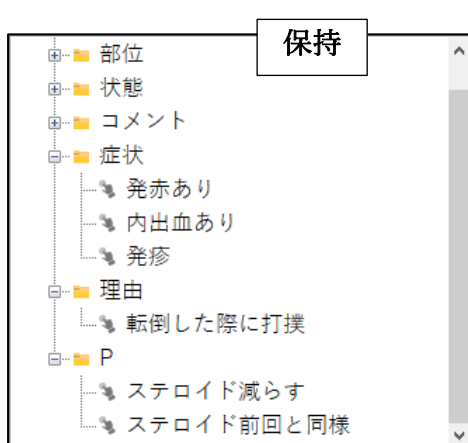 保持
部位
状態
コメント
症状
発赤あり
内出血あり
発疹
理由
転倒した際に打撲
P
ステロイド減らす
ステロイド前回と同様